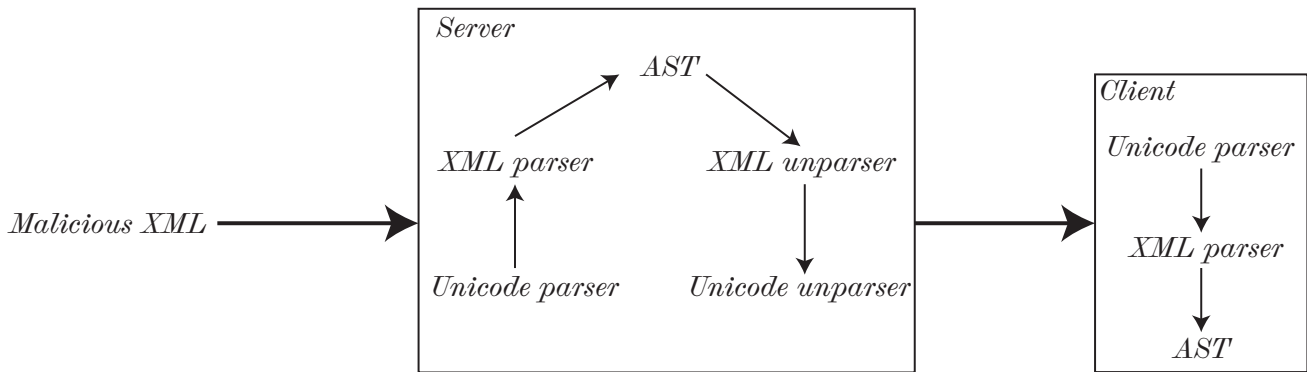 Server
AST
Client
XML parser
XML unparser
Unicode parser
Malicious XML
XML parser
Unicode parser
Unicode unparser
AST